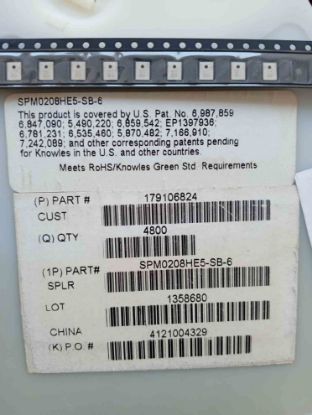 SPM0208HE5-SB-6
This product is covered by U.S. Pat. No. 6,987,859
6,847,090; 5,490,220; 6,859,542; EP1397936;
6,781,231; 6,535,460; 5,870,482; 7,166,910;
7,242,089; and other corresponding patents pending
for Knowles in the U.S. and other countries.
Meets RoHS/Knowles Green Std. Requirements
(P) PART # 179106824
CUST
(Q) QTY 4800
(1P) PART# SPM0208HE5-SB-6
SPLR
LOT 1358680
CHINA 4121004329
(K) P.O. #